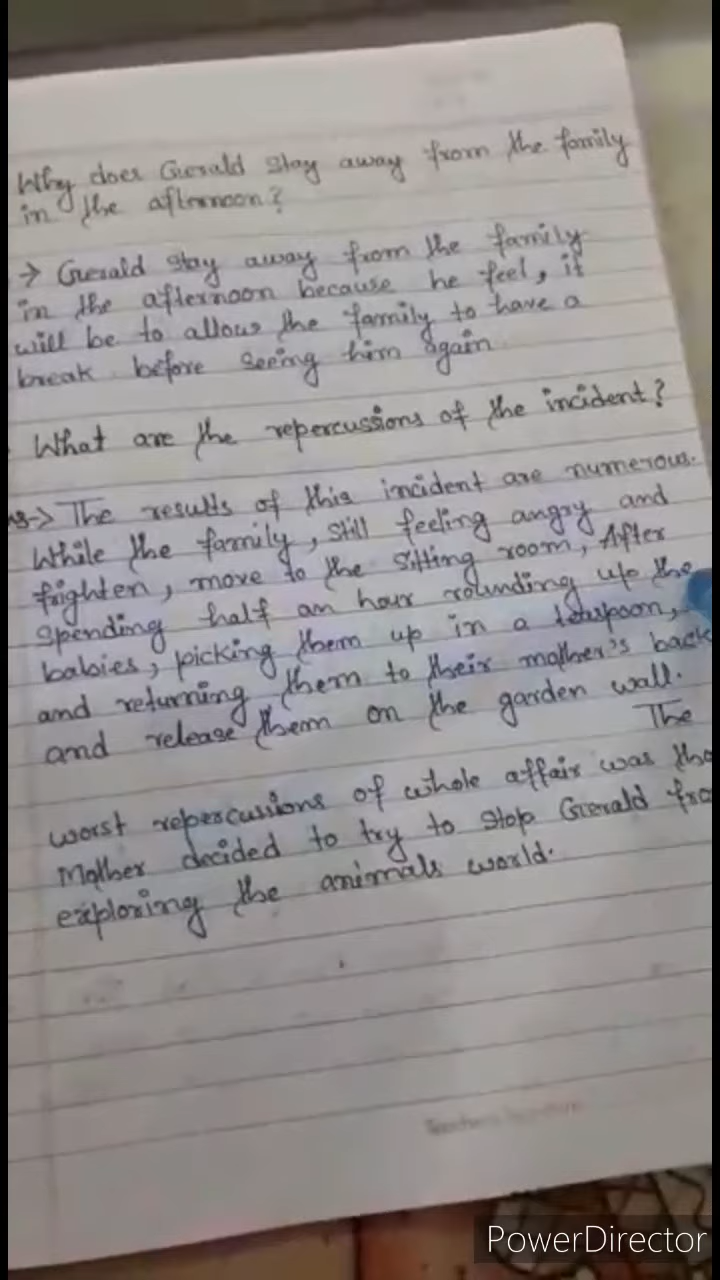 Why does Gerald stay away from the family
in the afternoon?
→ Gerald stay away from the family
in the afternoon because he feel, it
will be to allow the family to have a
break before seeing him again
What are the repercussions of the incident?
→ The results of this incident are numerous.
While the family, still feeling angry and
frighten, move to the sitting room, After
spending half an hour rounding up the
babies, picking them up in a teaspoon,
and returning them to their mother's back
and release them on the garden wall.
The
worst repercussions of whole affair was the
Mother decided to try to stop Gerald fro
exploring the animals world.
PowerDirector